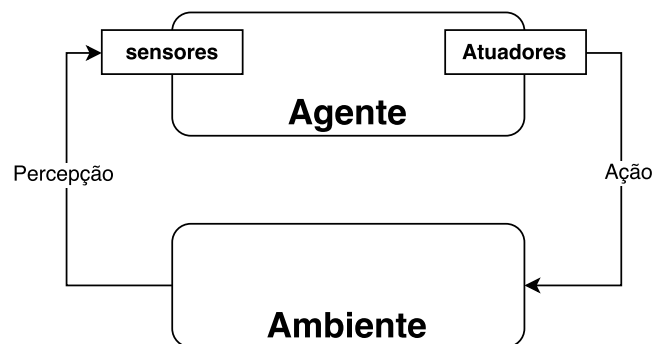 sensores
Atuadores
Agente
Percepção
Ação
Ambiente